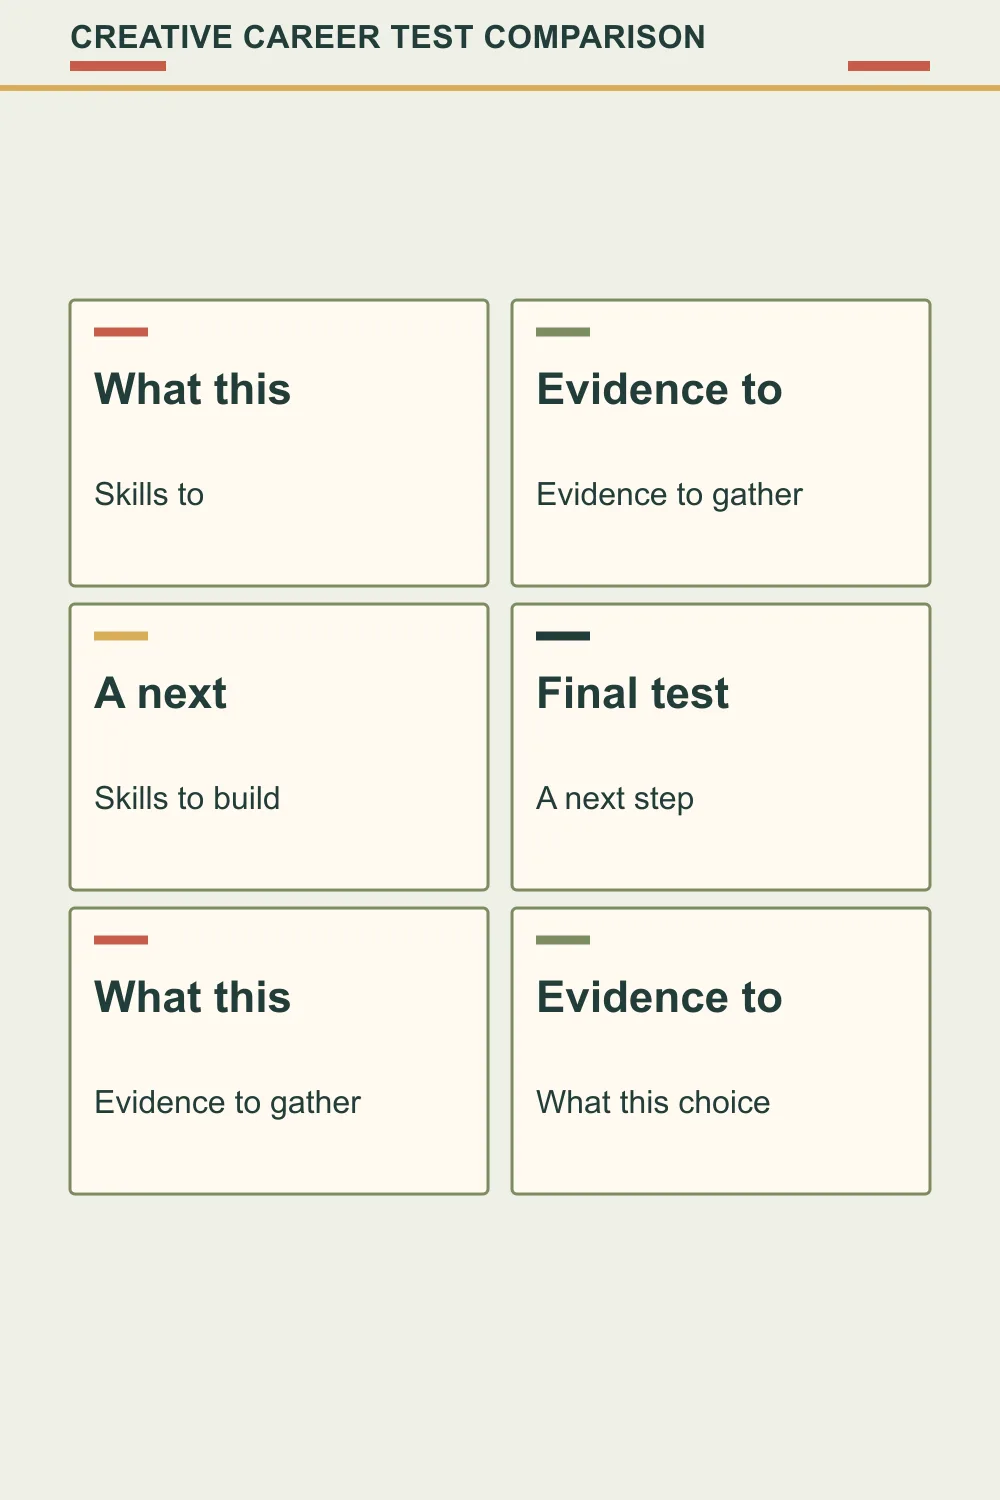 CREATIVE CAREER TEST COMPARISON
What this
Skills to
Evidence to
Evidence to gather
A next
Skills to build
Final test
A next step
What this
Evidence to gather
Evidence to
What this choice